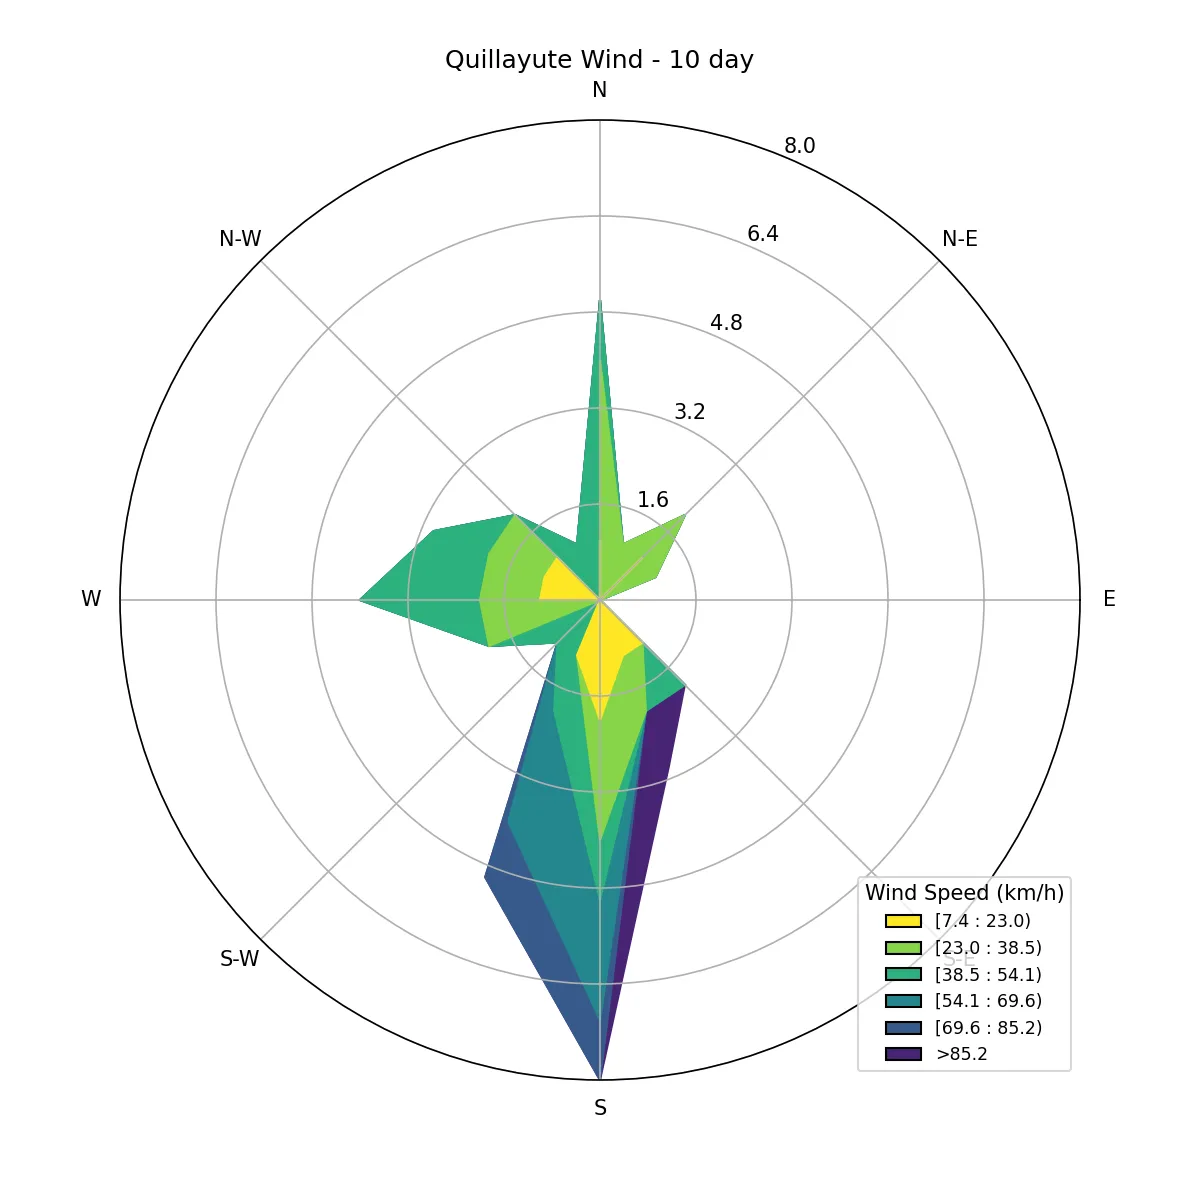 Quillayute Wind - 10 day
N
8.0
N-W
6.4
N-E
4.8
3.2
1.6
W
E
S-W
S-E
S
Wind Speed (km/h)
[7.4 : 23.0)
[23.0 : 38.5)
[38.5 : 54.1)
[54.1 : 69.6)
[69.6 : 85.2)
>85.2